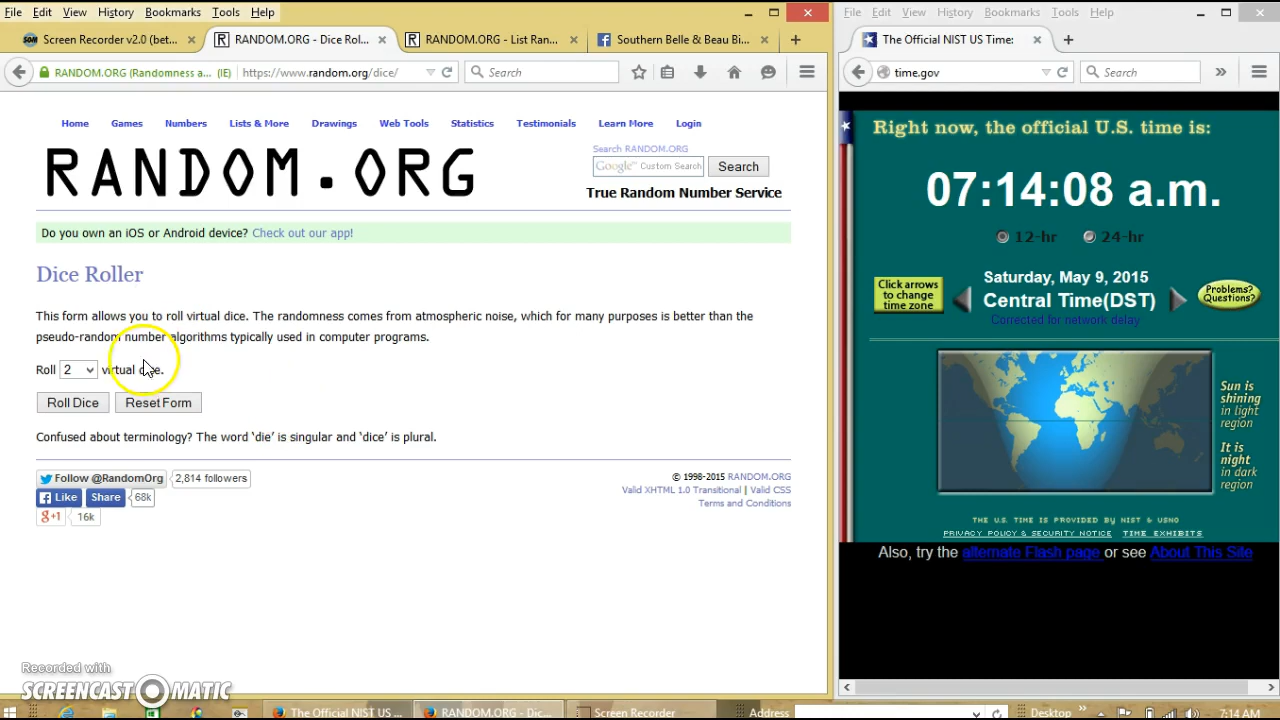 File Edit View History Bookmarks Tools Help
Screen Recorder v2.0 (bet...
RANDOM.ORG - Dice Rol...
RANDOM.ORG - List Ran...
Southern Belle & Beau Bi...
RANDOM.ORG (Randomness a... (IE)
https://www.random.org/dice/
Search
Home Games Numbers Lists & More Drawings Web Tools Statistics Testimonials Learn More Login
RANDOM.ORG
Search RANDOM.ORG
Google™ Custom Search
Search
True Random Number Service
Do you own an iOS or Android device? Check out our app!
Dice Roller
This form allows you to roll virtual dice. The randomness comes from atmospheric noise, which for many purposes is better than the
pseudo-random number algorithms typically used in computer programs.
Roll 2 virtual dice.
Roll Dice Reset Form
Confused about terminology? The word ‘die’ is singular and ‘dice’ is plural.
Follow @RandomOrg 2,814 followers
Like Share 68k
g+1 16k
© 1998-2015 RANDOM.ORG
Valid XHTML 1.0 Transitional | Valid CSS
Terms and Conditions
File Edit View History Bookmarks Tools Help
The Official NIST US Time:
time.gov
Search
Right now, the official U.S. time is:
07:14:08 a.m.
12-hr 24-hr
Click arrows
to change
time zone
Saturday, May 9, 2015
Central Time(DST)
Corrected for network delay
Problems?
Questions?
Sun is
shining
in light
region
It is
night
in dark
region
THE U.S. TIME IS PROVIDED BY NIST & USNO
PRIVACY POLICY & SECURITY NOTICE TIME EXHIBITS
Also, try the alternate Flash page or see About This Site
Recorded with
SCREENCAST MATIC
The Official NIST US ...
RANDOM.ORG - Dic...
Screen Recorder
Address
Desktop
7:14 AM